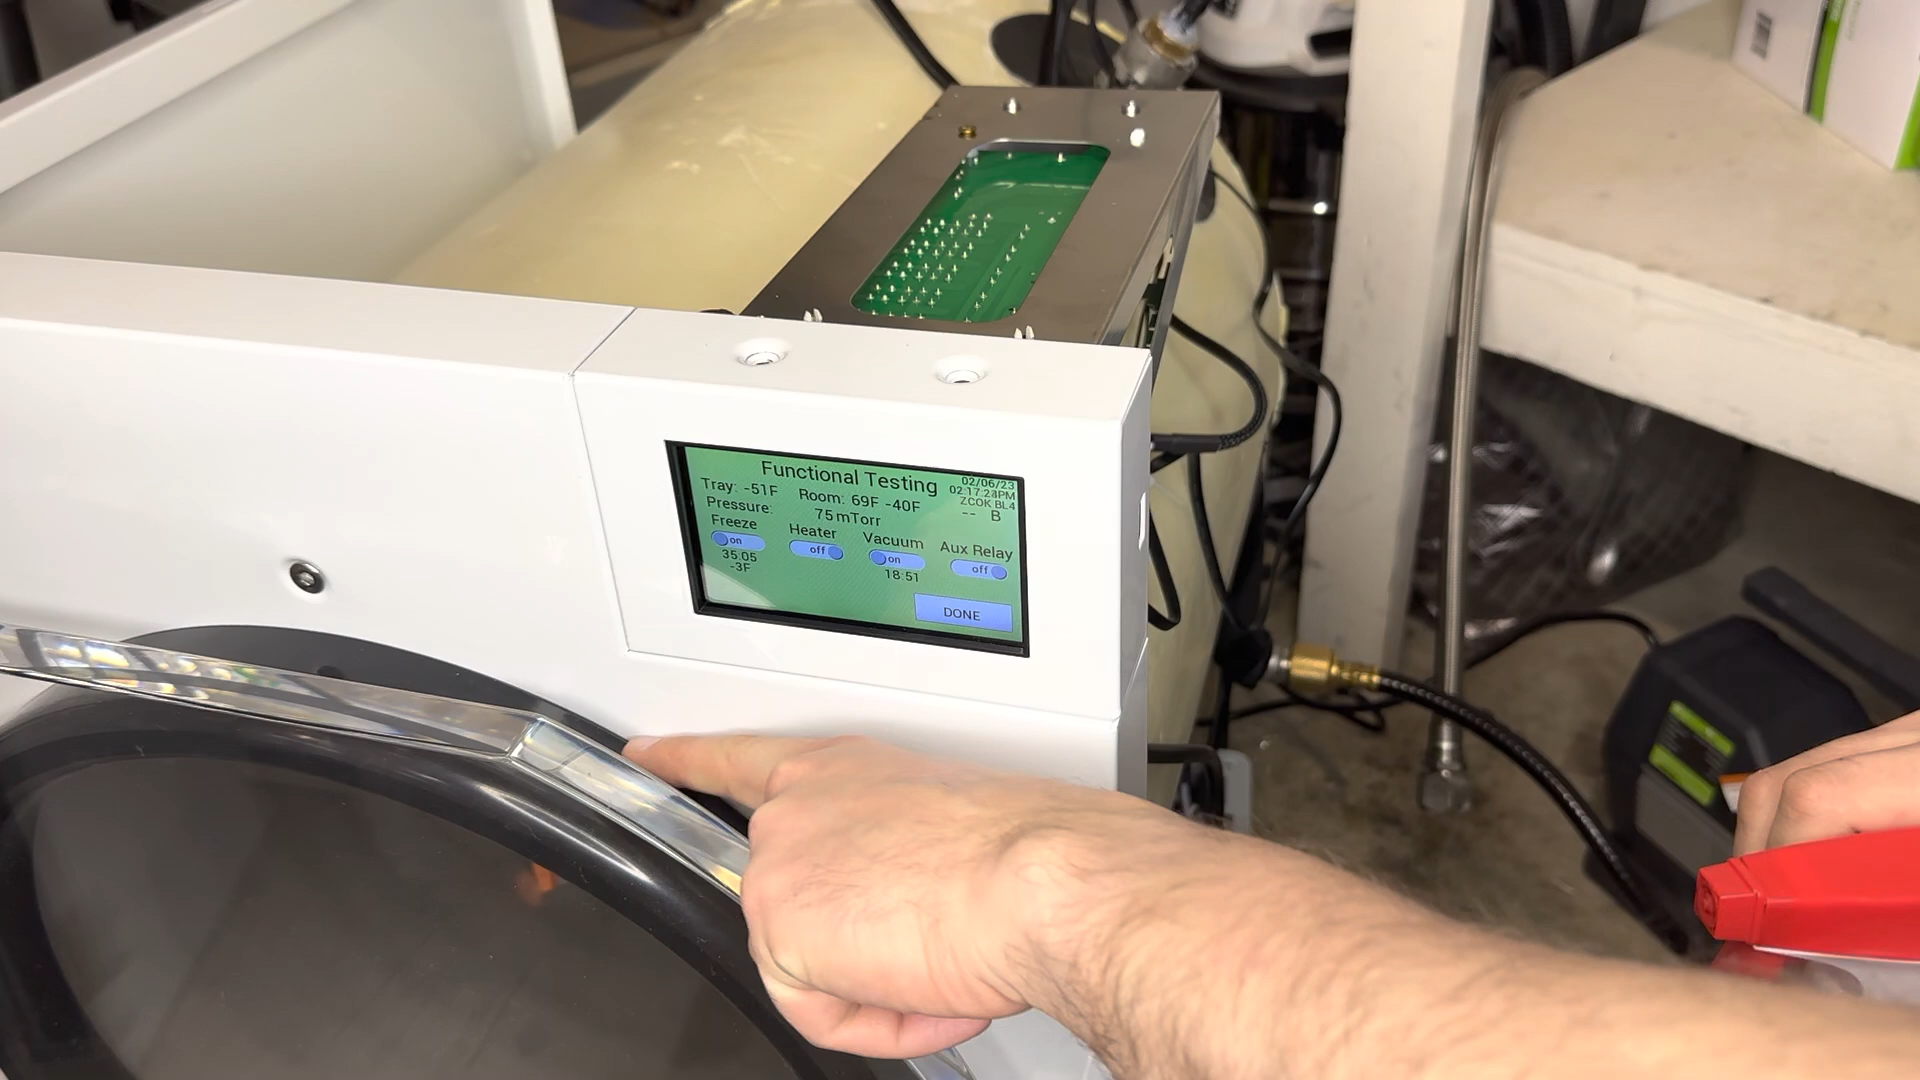 Functional Testing
02/06/23
02:17:23PM
Tray: -51F
Room: 69F -40F
ZCOK BL4
-- B
Pressure:
75 mTorr
Freeze
Heater
Vacuum
Aux Relay
on
off
on
off
35:05
-3F
18:51
DONE